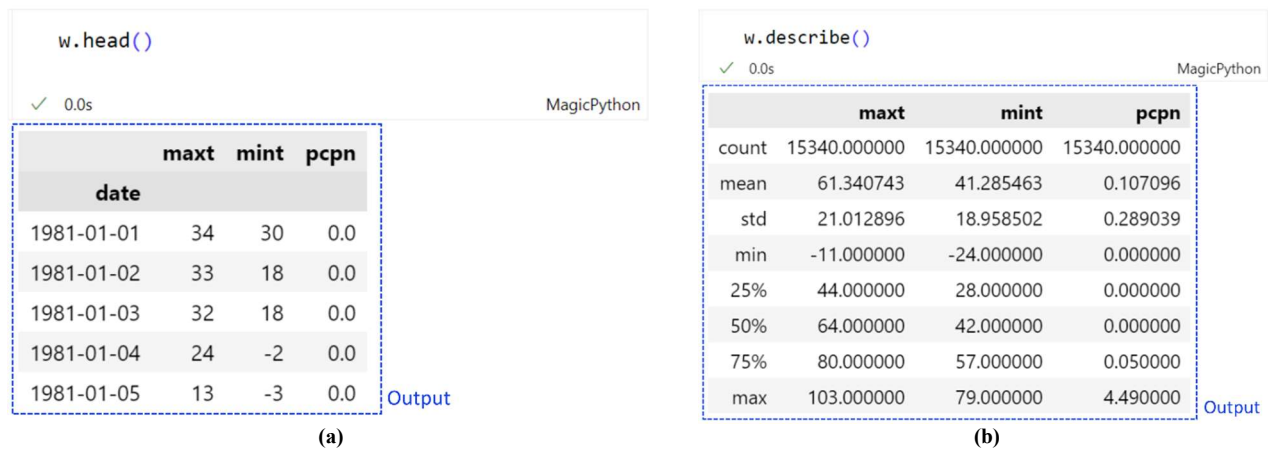 w.head()
0.0s MagicPython
maxt mint pcpn
date
1981-01-01 34 30 0.0
1981-01-02 33 18 0.0
1981-01-03 32 18 0.0
1981-01-04 24 -2 0.0
1981-01-05 13 -3 0.0
Output
(a)
w.describe()
0.0s MagicPython
maxt mint pcpn
count 15340.000000 15340.000000 15340.000000
mean 61.340743 41.285463 0.107096
std 21.012896 18.958502 0.289039
min -11.000000 -24.000000 0.000000
25% 44.000000 28.000000 0.000000
50% 64.000000 42.000000 0.000000
75% 80.000000 57.000000 0.050000
max 103.000000 79.000000 4.490000
Output
(b)